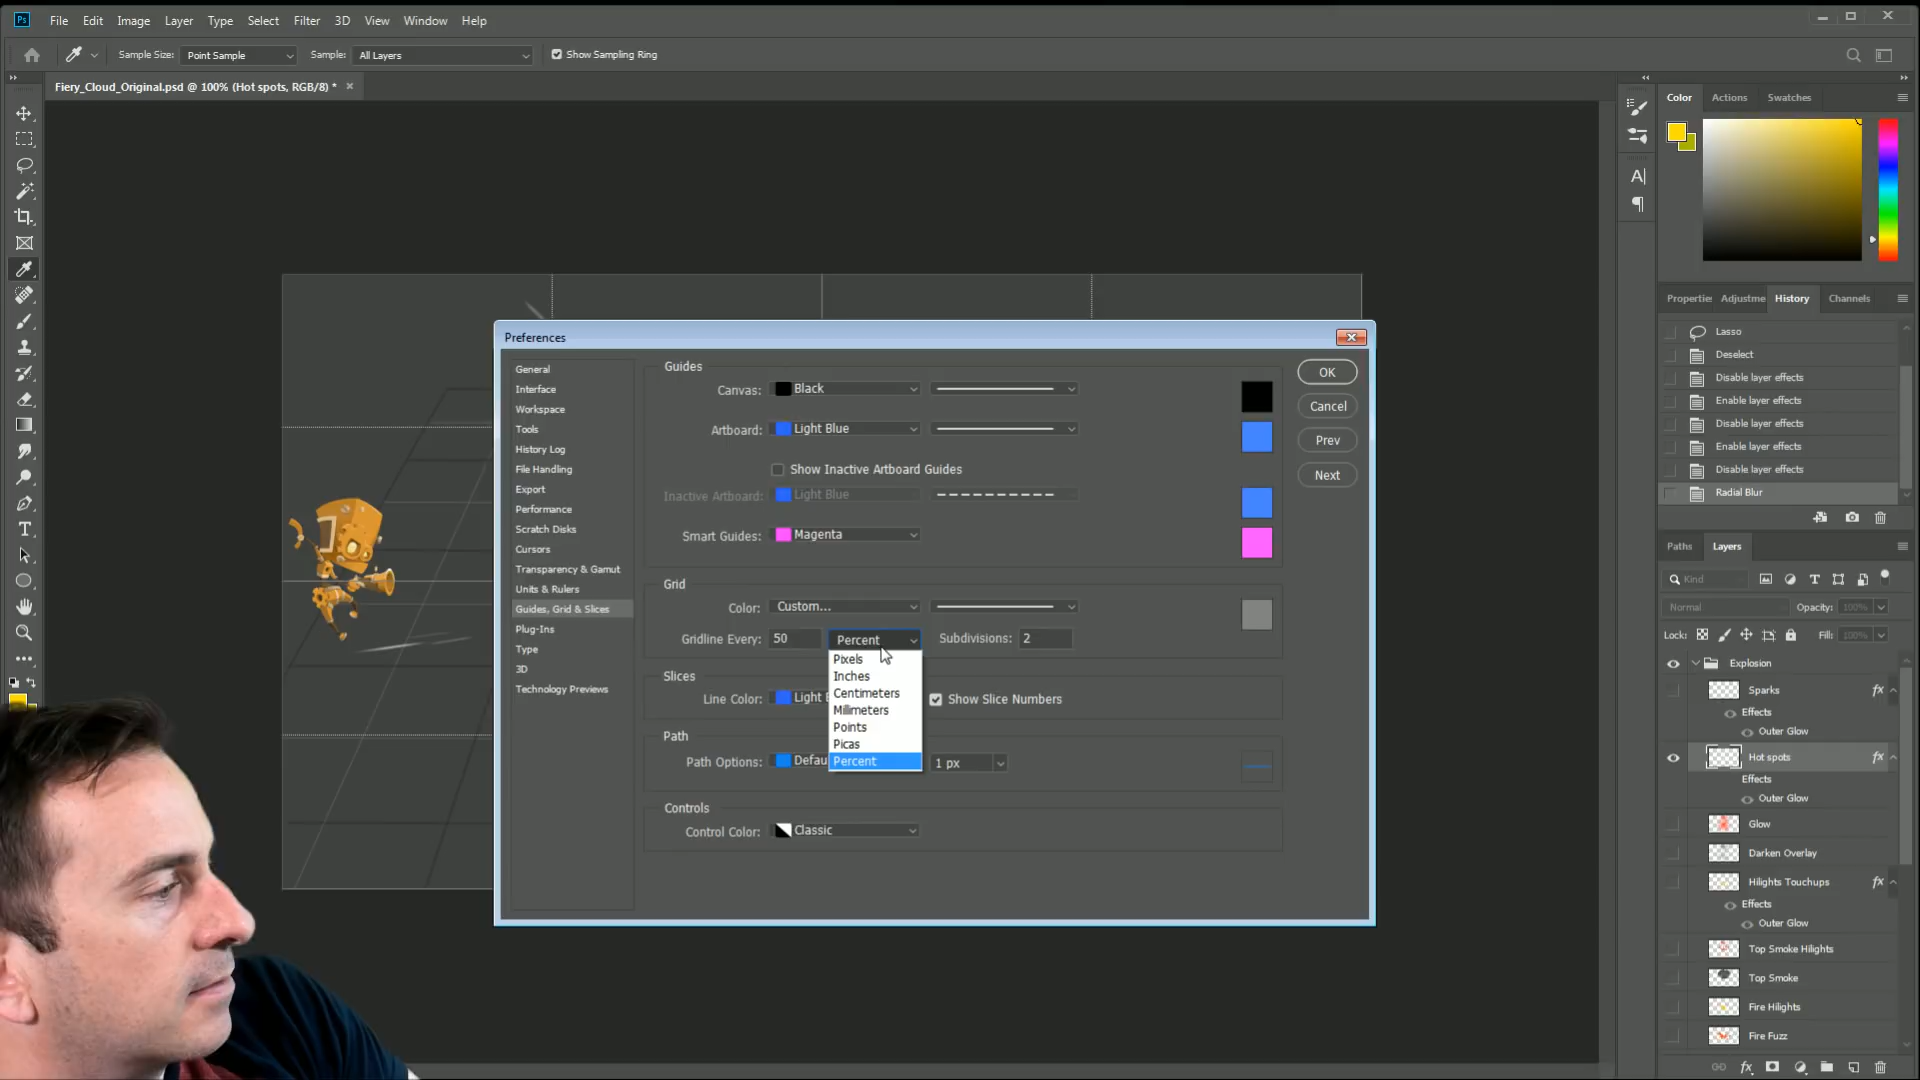 Ps File Edit Image Layer Type Select Filter 3D View Window Help
Sample Size: Point Sample Sample: All Layers Show Sampling Ring
Fiery_Cloud_Original.psd @ 100% (Hot spots, RGB/8) *
Color Actions Swatches
Preferences
General
Interface
Workspace
Tools
History Log
File Handling
Export
Performance
Scratch Disks
Cursors
Transparency & Gamut
Units & Rulers
Guides, Grid & Slices
Plug-Ins
Type
3D
Technology Previews
Guides
Canvas: Black
Artboard: Light Blue
Show Inactive Artboard Guides
Inactive Artboard: Light Blue
Smart Guides: Magenta
Grid
Color: Custom...
Gridline Every: 50 Percent Subdivisions: 2
Pixels
Inches
Centimeters
Millimeters
Points
Picas
Percent
Slices
Line Color: Light B
Show Slice Numbers
Path
Path Options: Defau 1 px
Controls
Control Color: Classic
OK
Cancel
Prev
Next
Propertie Adjustme History Channels
Lasso
Deselect
Disable layer effects
Enable layer effects
Disable layer effects
Enable layer effects
Disable layer effects
Radial Blur
Paths Layers
Kind
Normal Opacity: 100%
Lock: Fill: 100%
Explosion
Sparks fx
Effects
Outer Glow
Hot spots fx
Effects
Outer Glow
Glow
Darken Overlay
Hilights Touchups fx
Effects
Outer Glow
Top Smoke Hilights
Top Smoke
Fire Hilights
Fire Fuzz
fx